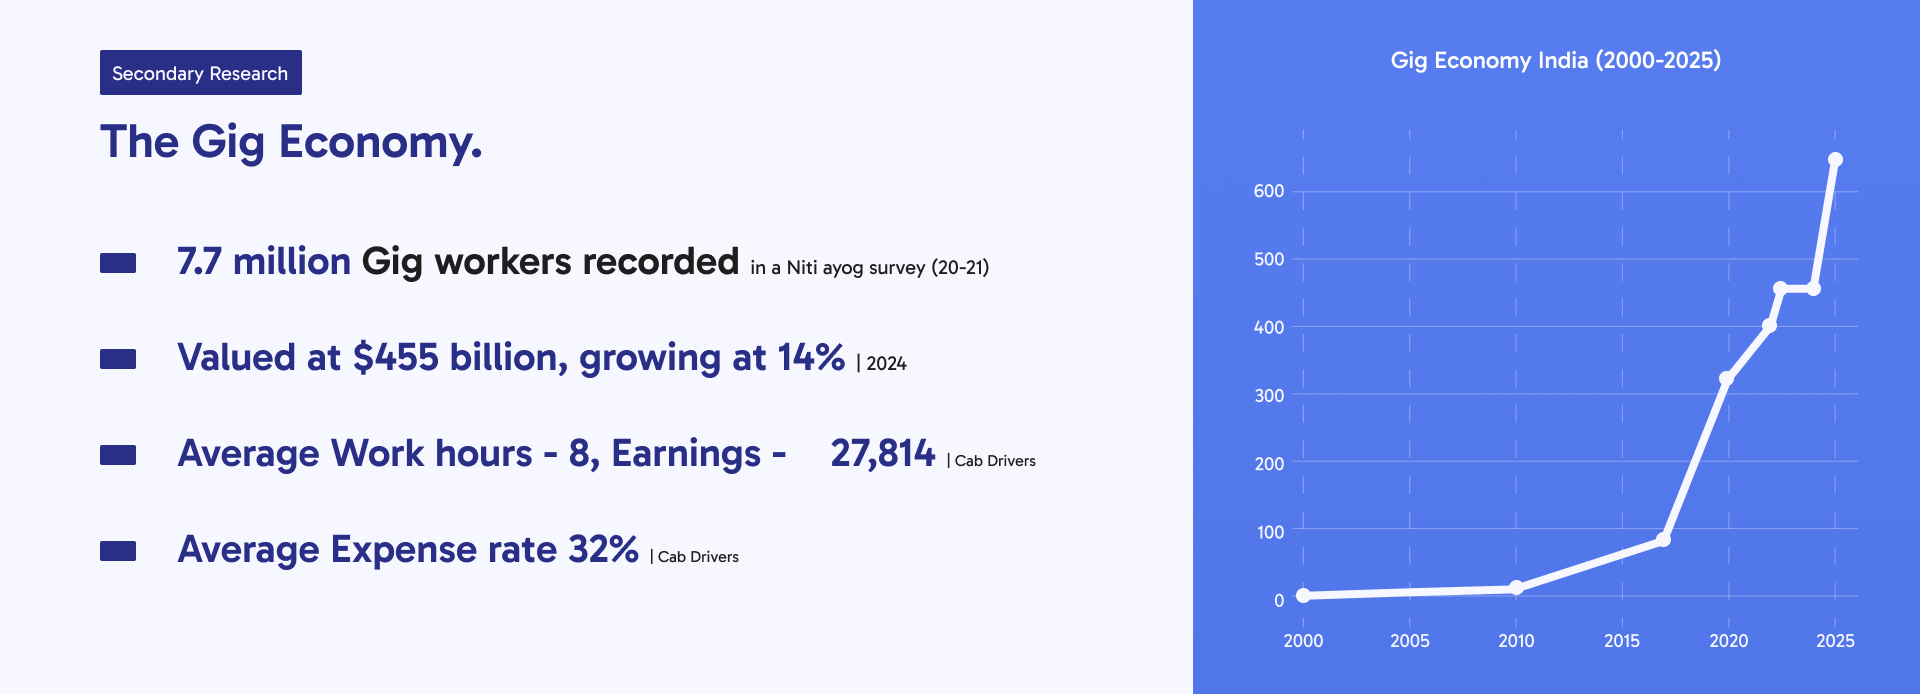 Secondary Research
The Gig Economy.
7.7 million Gig workers recorded in a Niti ayog survey (20-21)
Valued at $455 billion, growing at 14% | 2024
Average Work hours - 8, Earnings - 27,814 | Cab Drivers
Average Expense rate 32% | Cab Drivers
Gig Economy India (2000-2025)
600
500
400
300
200
100
0
2000 2005 2010 2015 2020 2025